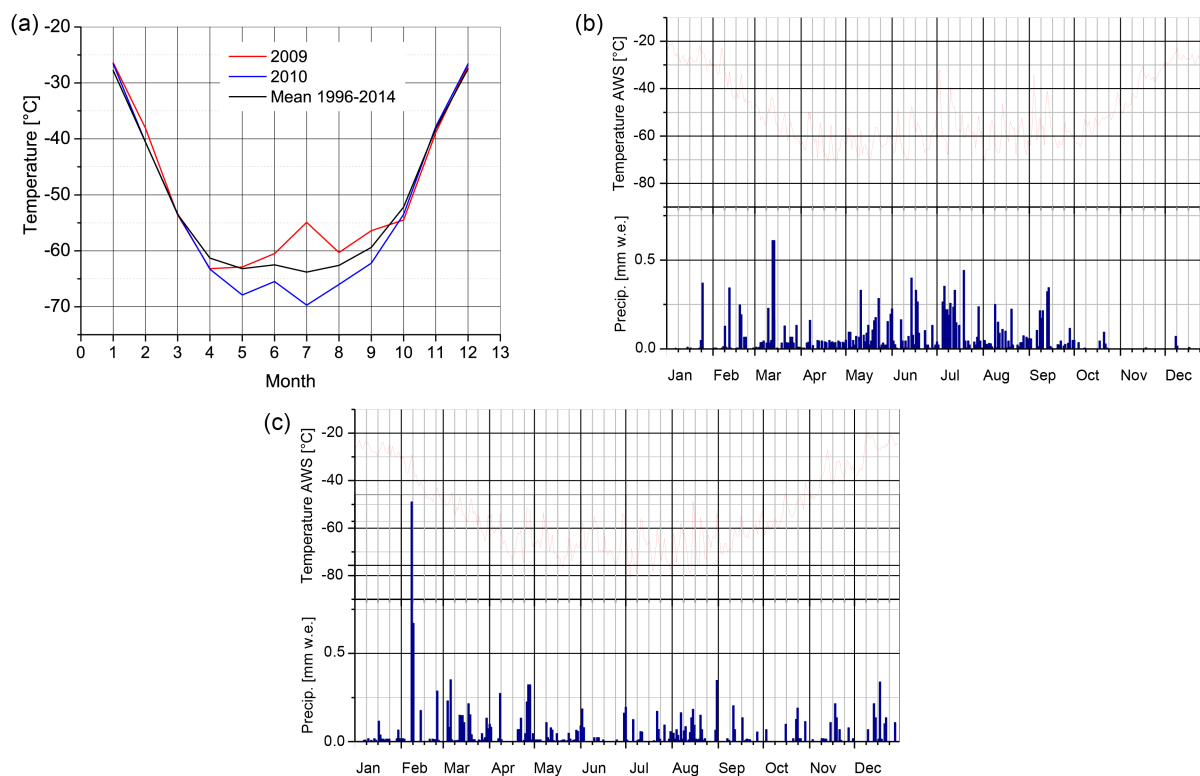 (a)
-20
-30
-40
-50
-60
-70
Temperature [°C]
2009
2010
Mean 1996-2014
0 1 2 3 4 5 6 7 8 9 10 11 12 13
Month
(b)
-20
-40
-60
-80
Temperature AWS [°C]
0.5
0.0
Precip. [mm w.e.]
Jan Feb Mar Apr May Jun Jul Aug Sep Oct Nov Dec
(c)
-20
-40
-60
-80
Temperature AWS [°C]
0.5
0.0
Precip. [mm w.e.]
Jan Feb Mar Apr May Jun Jul Aug Sep Oct Nov Dec